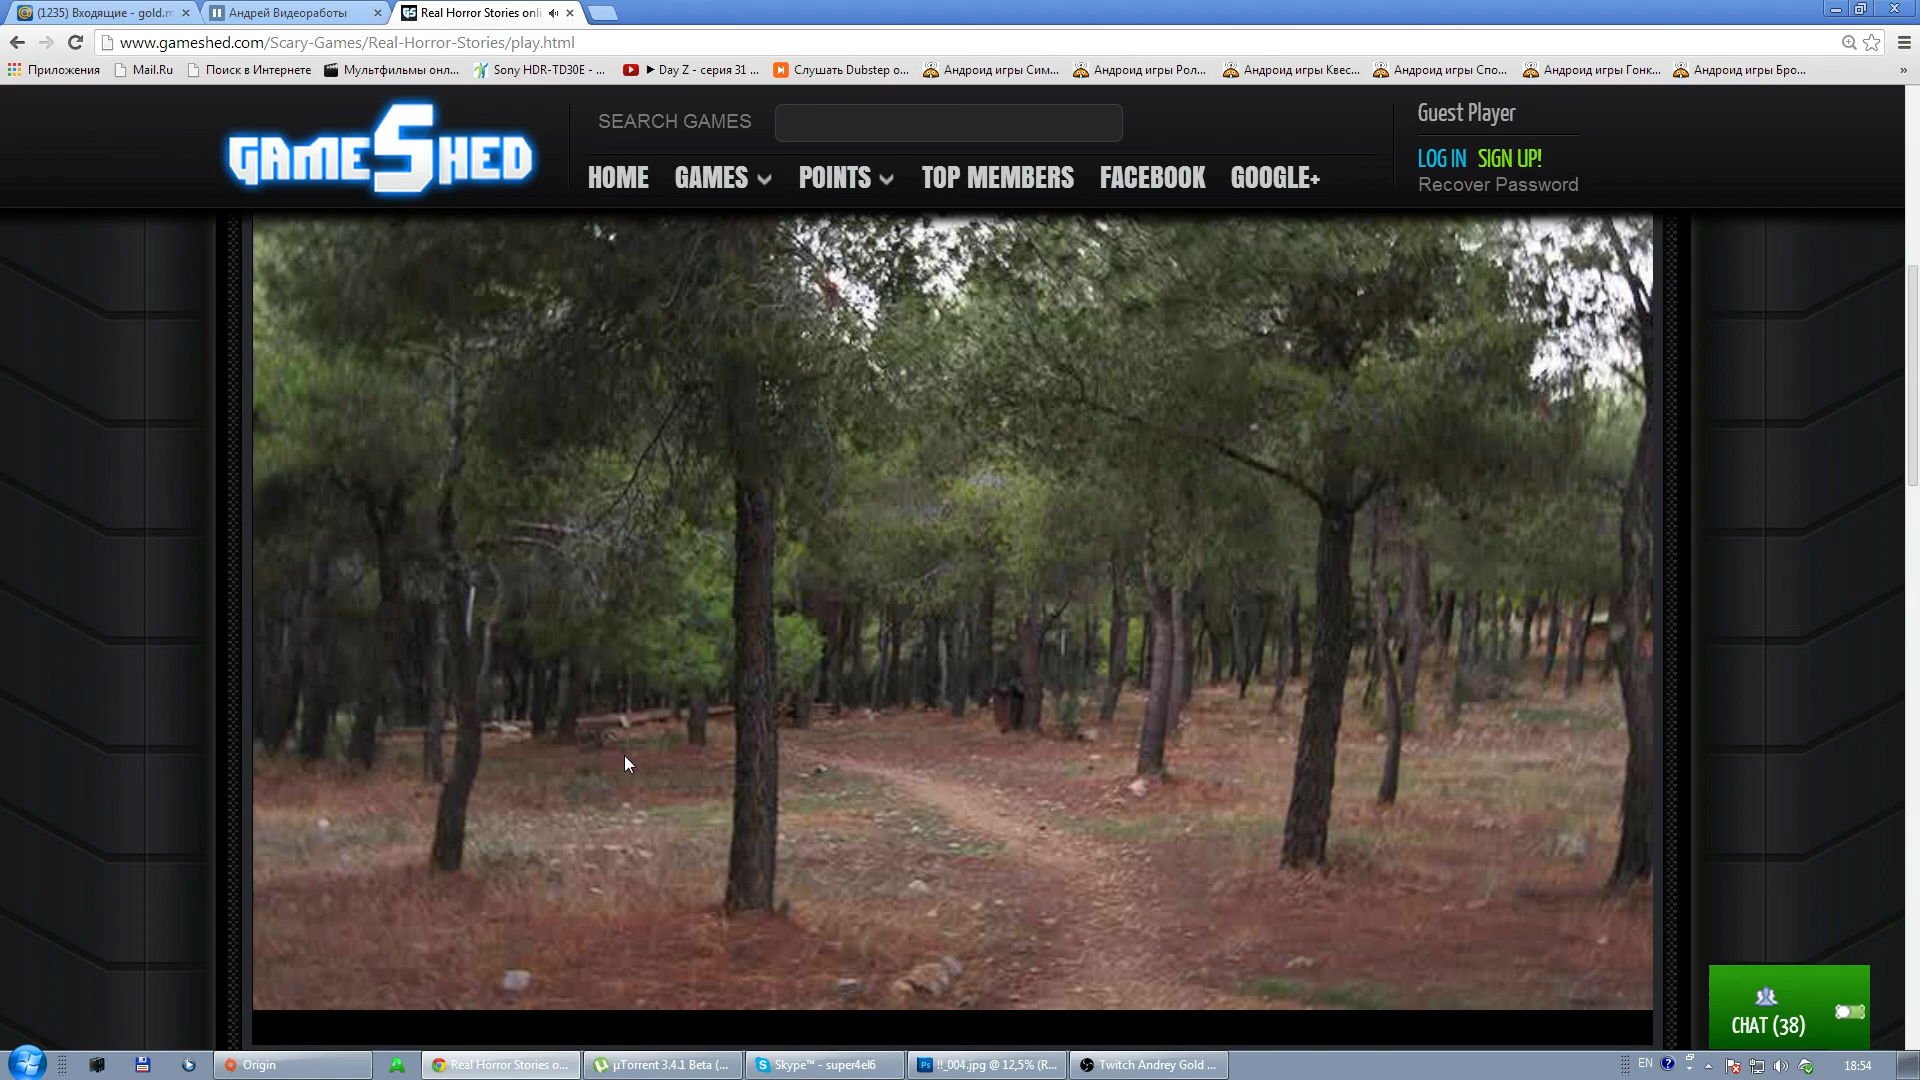 (1235) Входящие - gold.m
Андрей Видеоработы
Real Horror Stories onli
www.gameshed.com/Scary-Games/Real-Horror-Stories/play.html
Приложения
Mail.Ru
Поиск в Интернете
Мультфильмы онл...
Sony HDR-TD30E - ...
Day Z - серия 31 ...
Слушать Dubstep о...
Андроид игры Сим...
Андроид игры Рол...
Андроид игры Квес...
Андроид игры Спо...
Андроид игры Гонк...
Андроид игры Бро...
»
GAMESHED
SEARCH GAMES
Guest Player
LOG IN SIGN UP!
Recover Password
HOME GAMES POINTS TOP MEMBERS FACEBOOK GOOGLE+
CHAT (38)
Origin
Real Horror Stories o...
µTorrent 3.4.1 Beta (...
Skype™ - super4el6
!!_004.jpg @ 12,5% (R...
Twitch Andrey Gold ...
EN
18:54